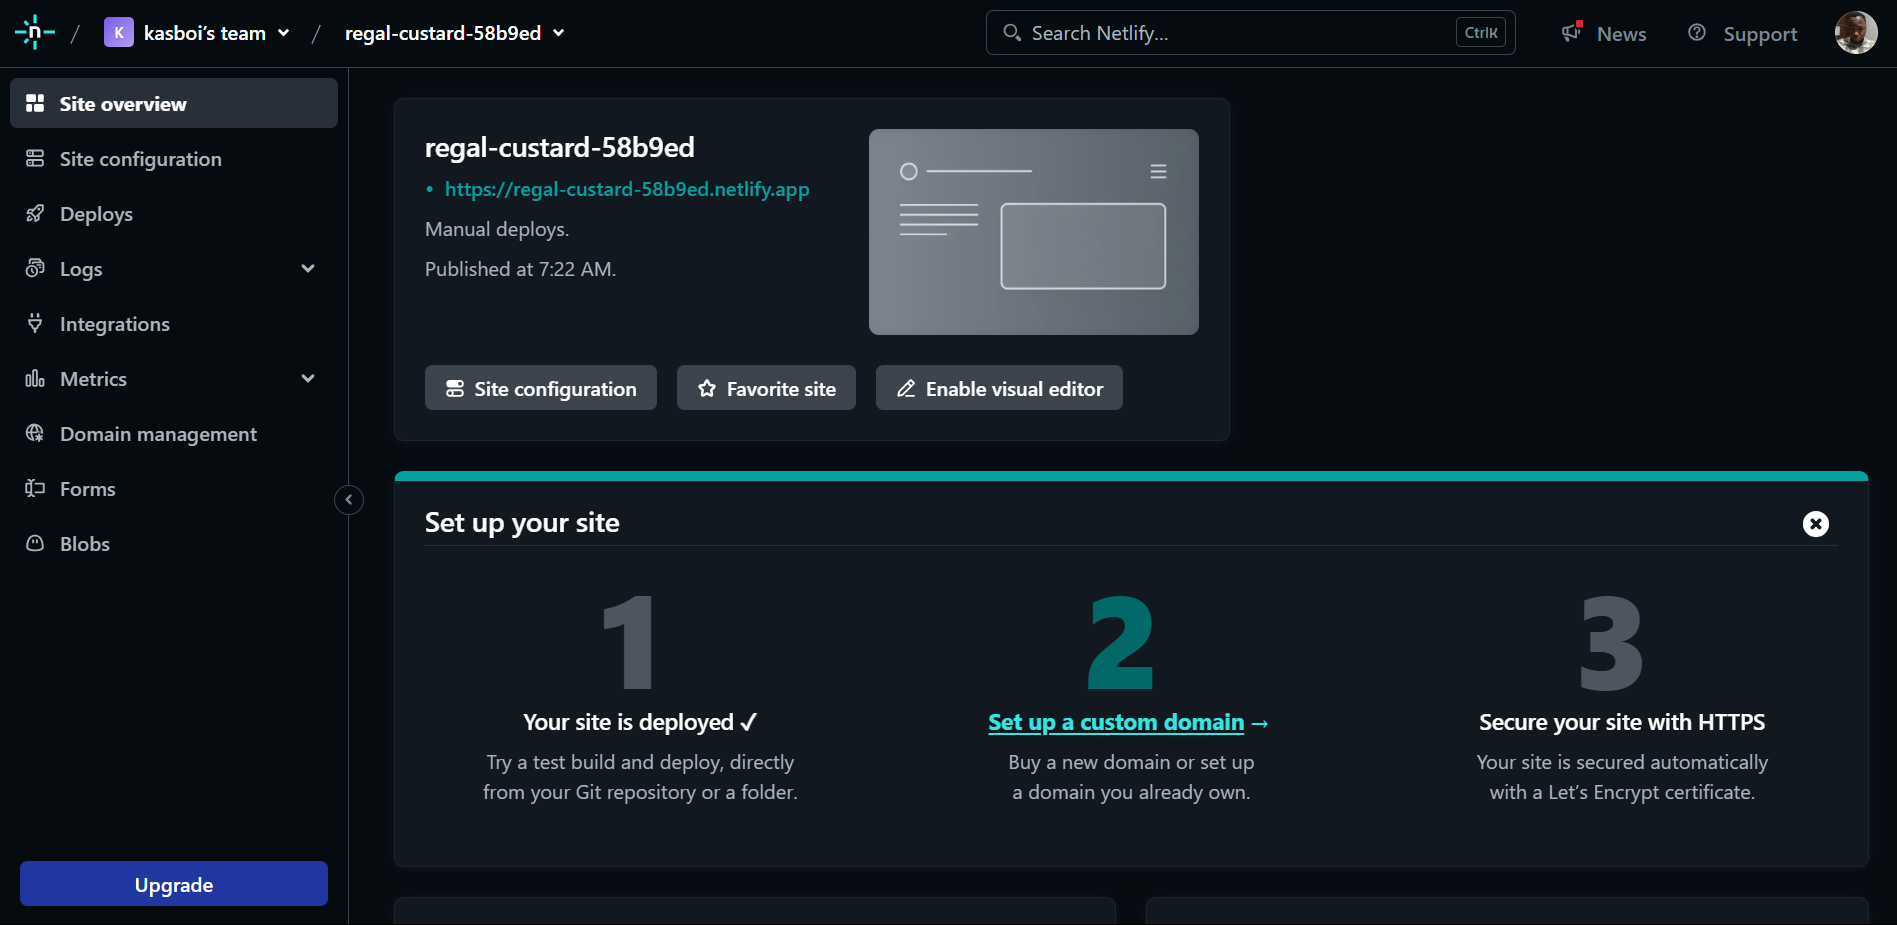 n / K kasboi's team / regal-custard-58b9ed
Search Netlify...
CtrlK
News
Support
Site overview
Site configuration
Deploys
Logs
Integrations
Metrics
Domain management
Forms
Blobs
Upgrade
regal-custard-58b9ed
• https://regal-custard-58b9ed.netlify.app
Manual deploys.
Published at 7:22 AM.
Site configuration
Favorite site
Enable visual editor
Set up your site
1
Your site is deployed ✓
Try a test build and deploy, directly
from your Git repository or a folder.
2
Set up a custom domain →
Buy a new domain or set up
a domain you already own.
3
Secure your site with HTTPS
Your site is secured automatically
with a Let's Encrypt certificate.